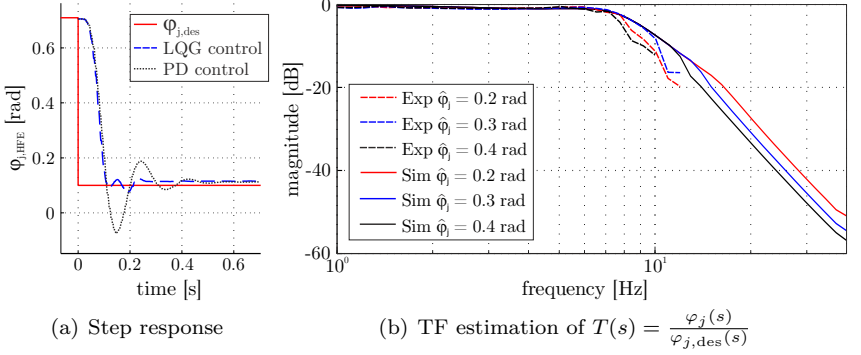 φj,des
LQG control
PD control
0.6
0.4
0.2
0
φj,HFE [rad]
0 0.2 0.4 0.6
time [s]
(a) Step response
0
-20
-40
-60
magnitude [dB]
Exp φ̂j = 0.2 rad
Exp φ̂j = 0.3 rad
Exp φ̂j = 0.4 rad
Sim φ̂j = 0.2 rad
Sim φ̂j = 0.3 rad
Sim φ̂j = 0.4 rad
10^0 10^1
frequency [Hz]
(b) TF estimation of T(s) = φj(s)/φj,des(s)